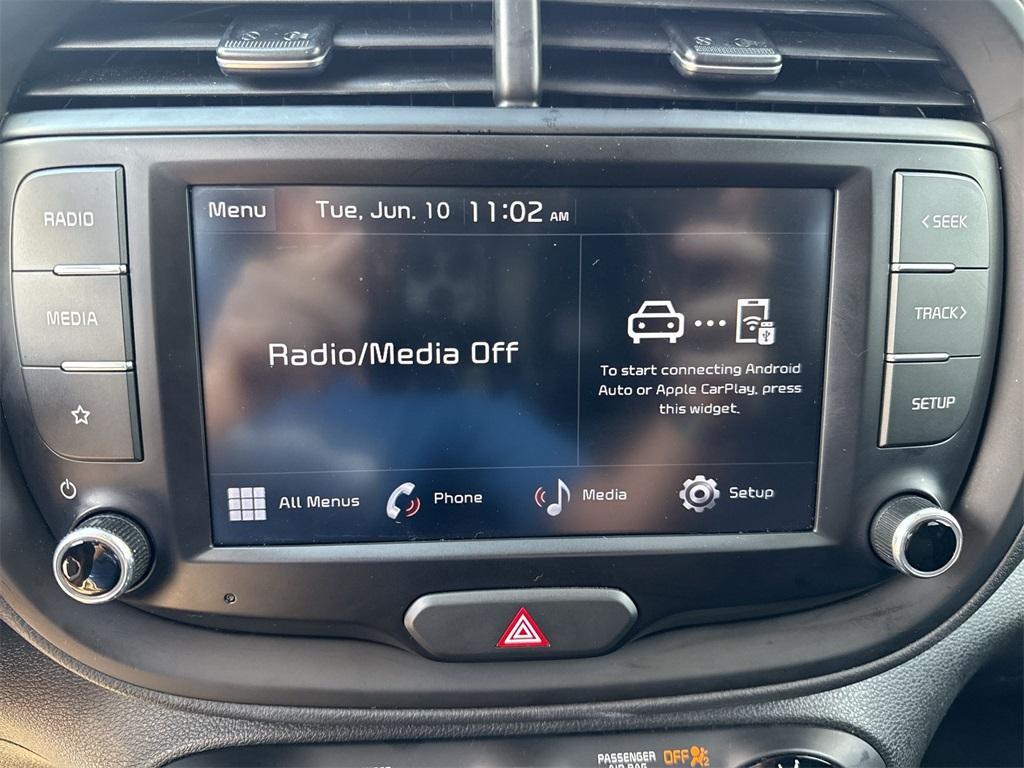 RADIO
MEDIA
Menu Tue, Jun. 10 11:02 AM
Radio/Media Off
To start connecting Android
Auto or Apple CarPlay, press
this widget.
All Menus Phone Media Setup
< SEEK
TRACK >
SETUP
PASSENGER
AIR BAG
OFF 2